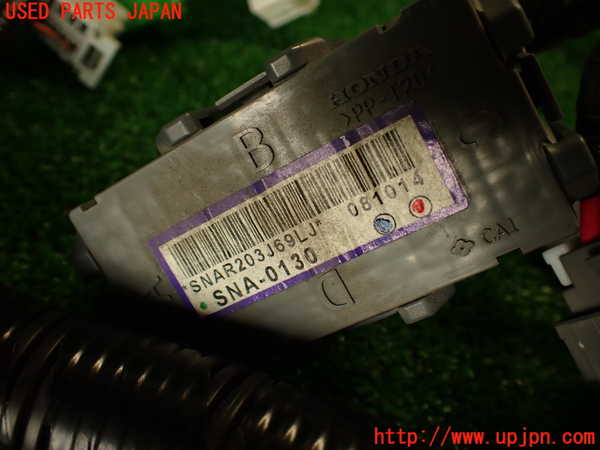 USED PARTS JAPAN
HONDA
B
*SNAR203J69LJ*
081014
SNA-0130
C
CA1
http://www.upjpn.com